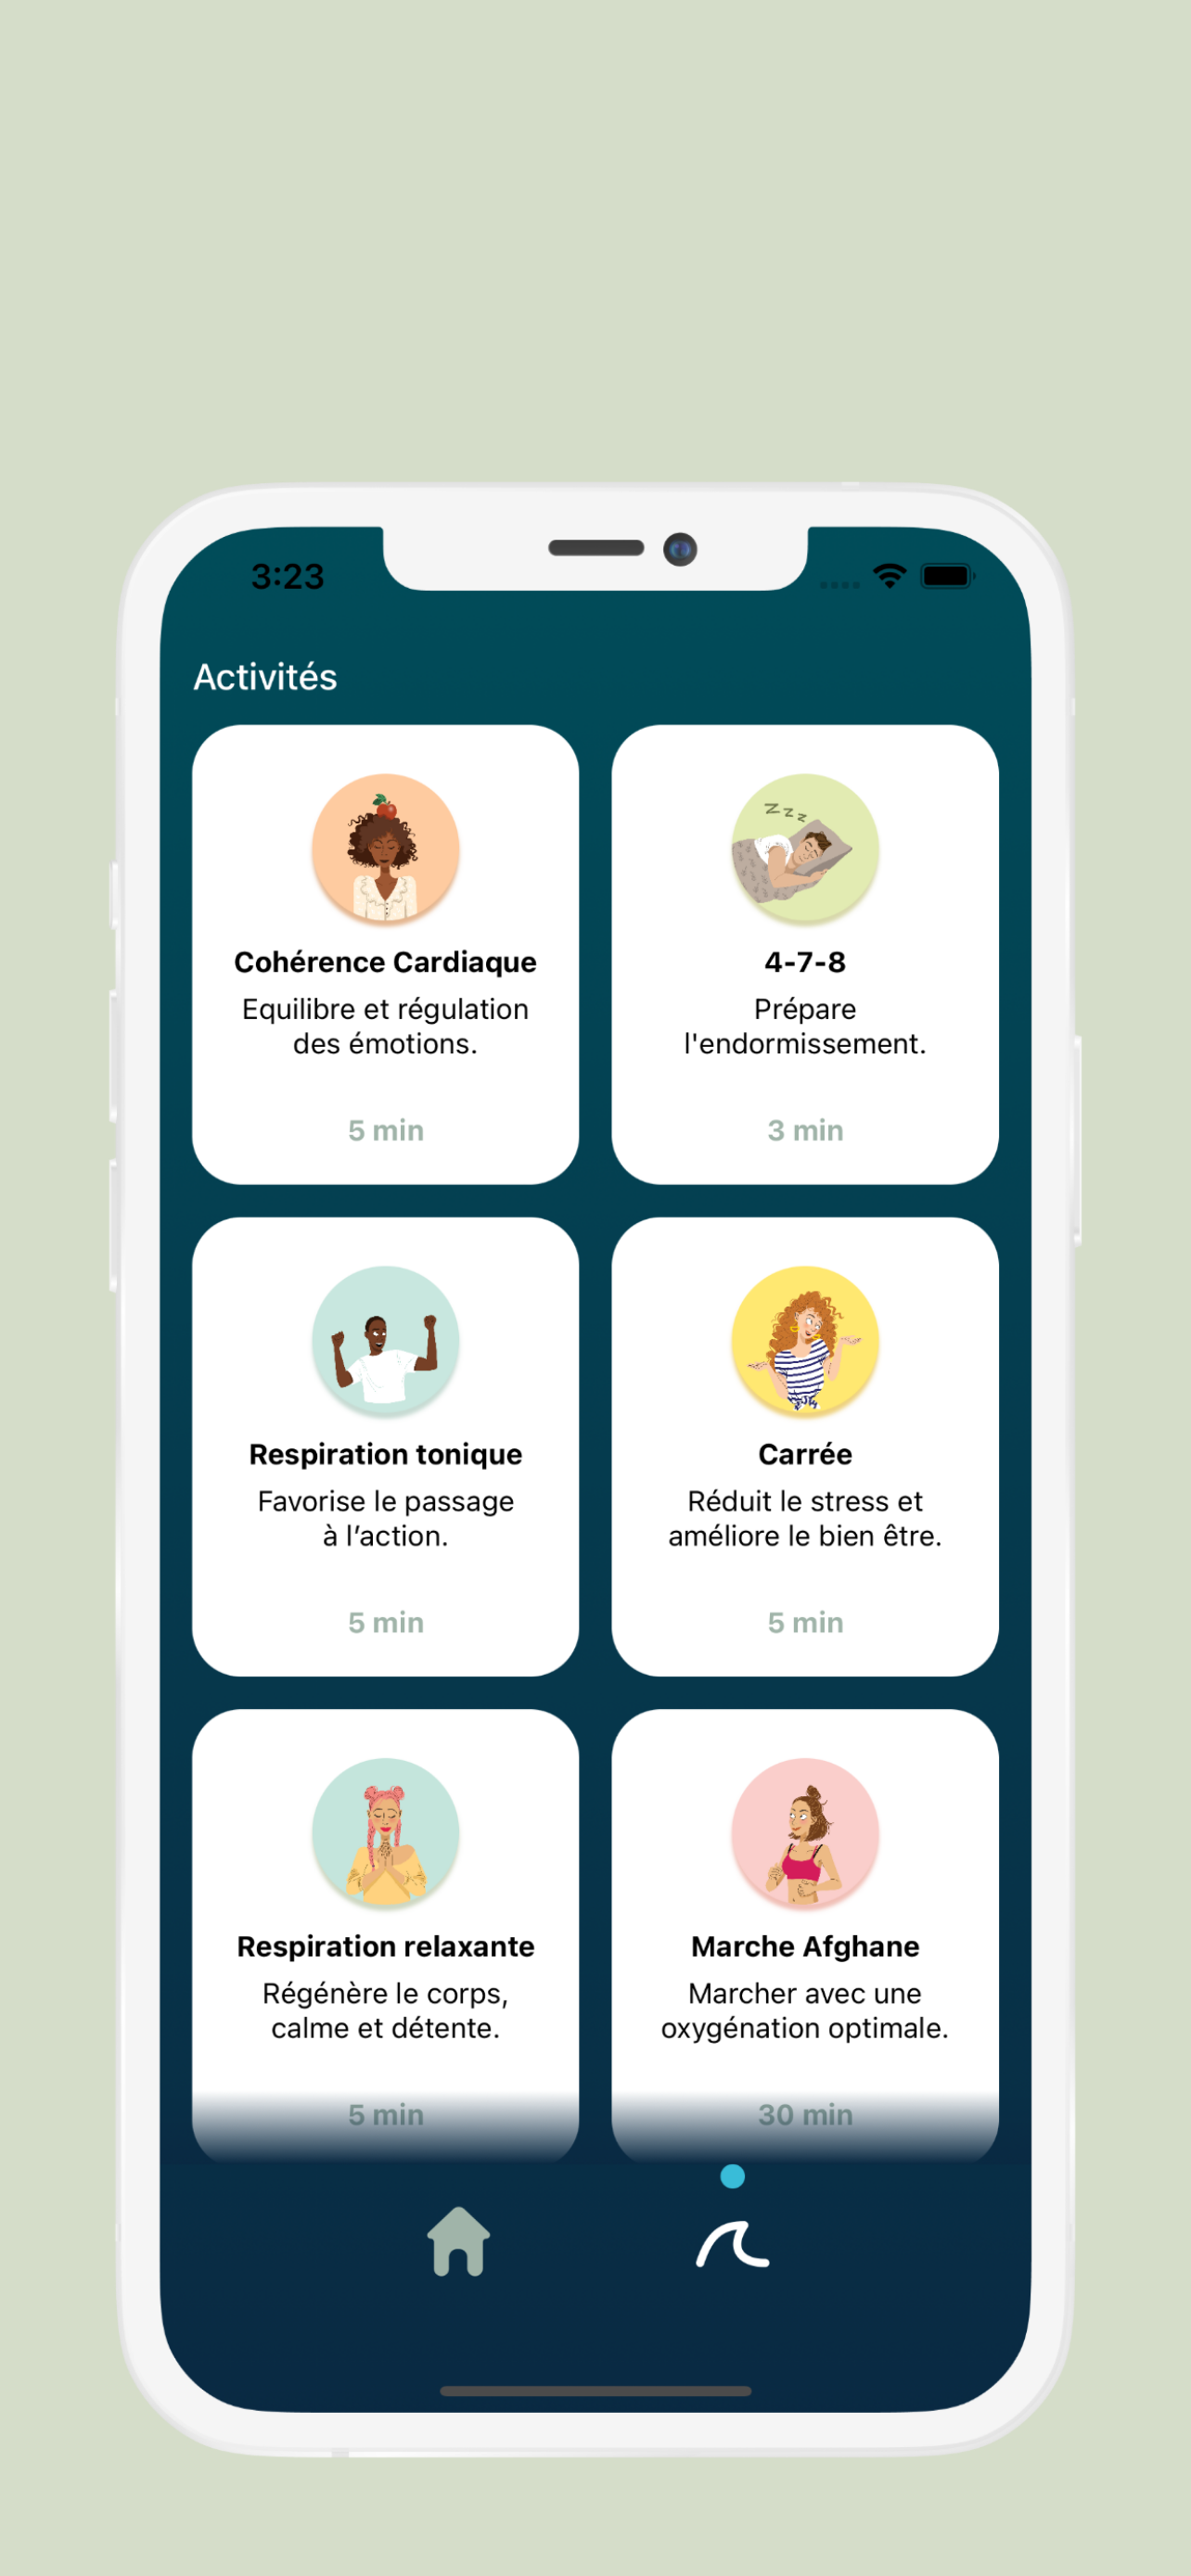 3:23
Activités
Cohérence Cardiaque
Equilibre et régulation
des émotions.
5 min
zzz
4-7-8
Prépare
l'endormissement.
3 min
Respiration tonique
Favorise le passage
à l’action.
5 min
Carrée
Réduit le stress et
améliore le bien être.
5 min
Respiration relaxante
Régénère le corps,
calme et détente.
5 min
Marche Afghane
Marcher avec une
oxygénation optimale.
30 min